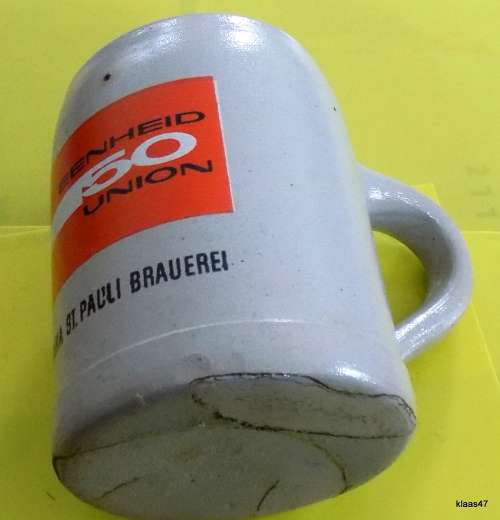 EENHEID
50
UNION
ST. PAULI BRAUEREI
klaas47